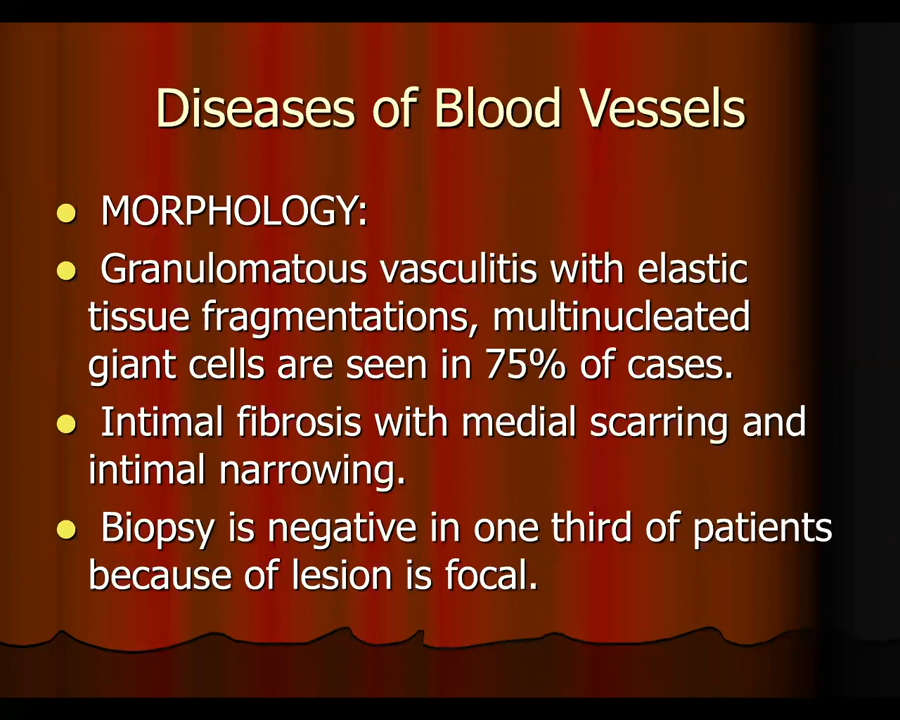 Diseases of Blood Vessels
MORPHOLOGY:
Granulomatous vasculitis with elastic
tissue fragmentations, multinucleated
giant cells are seen in 75% of cases.
Intimal fibrosis with medial scarring and
intimal narrowing.
Biopsy is negative in one third of patients
because of lesion is focal.